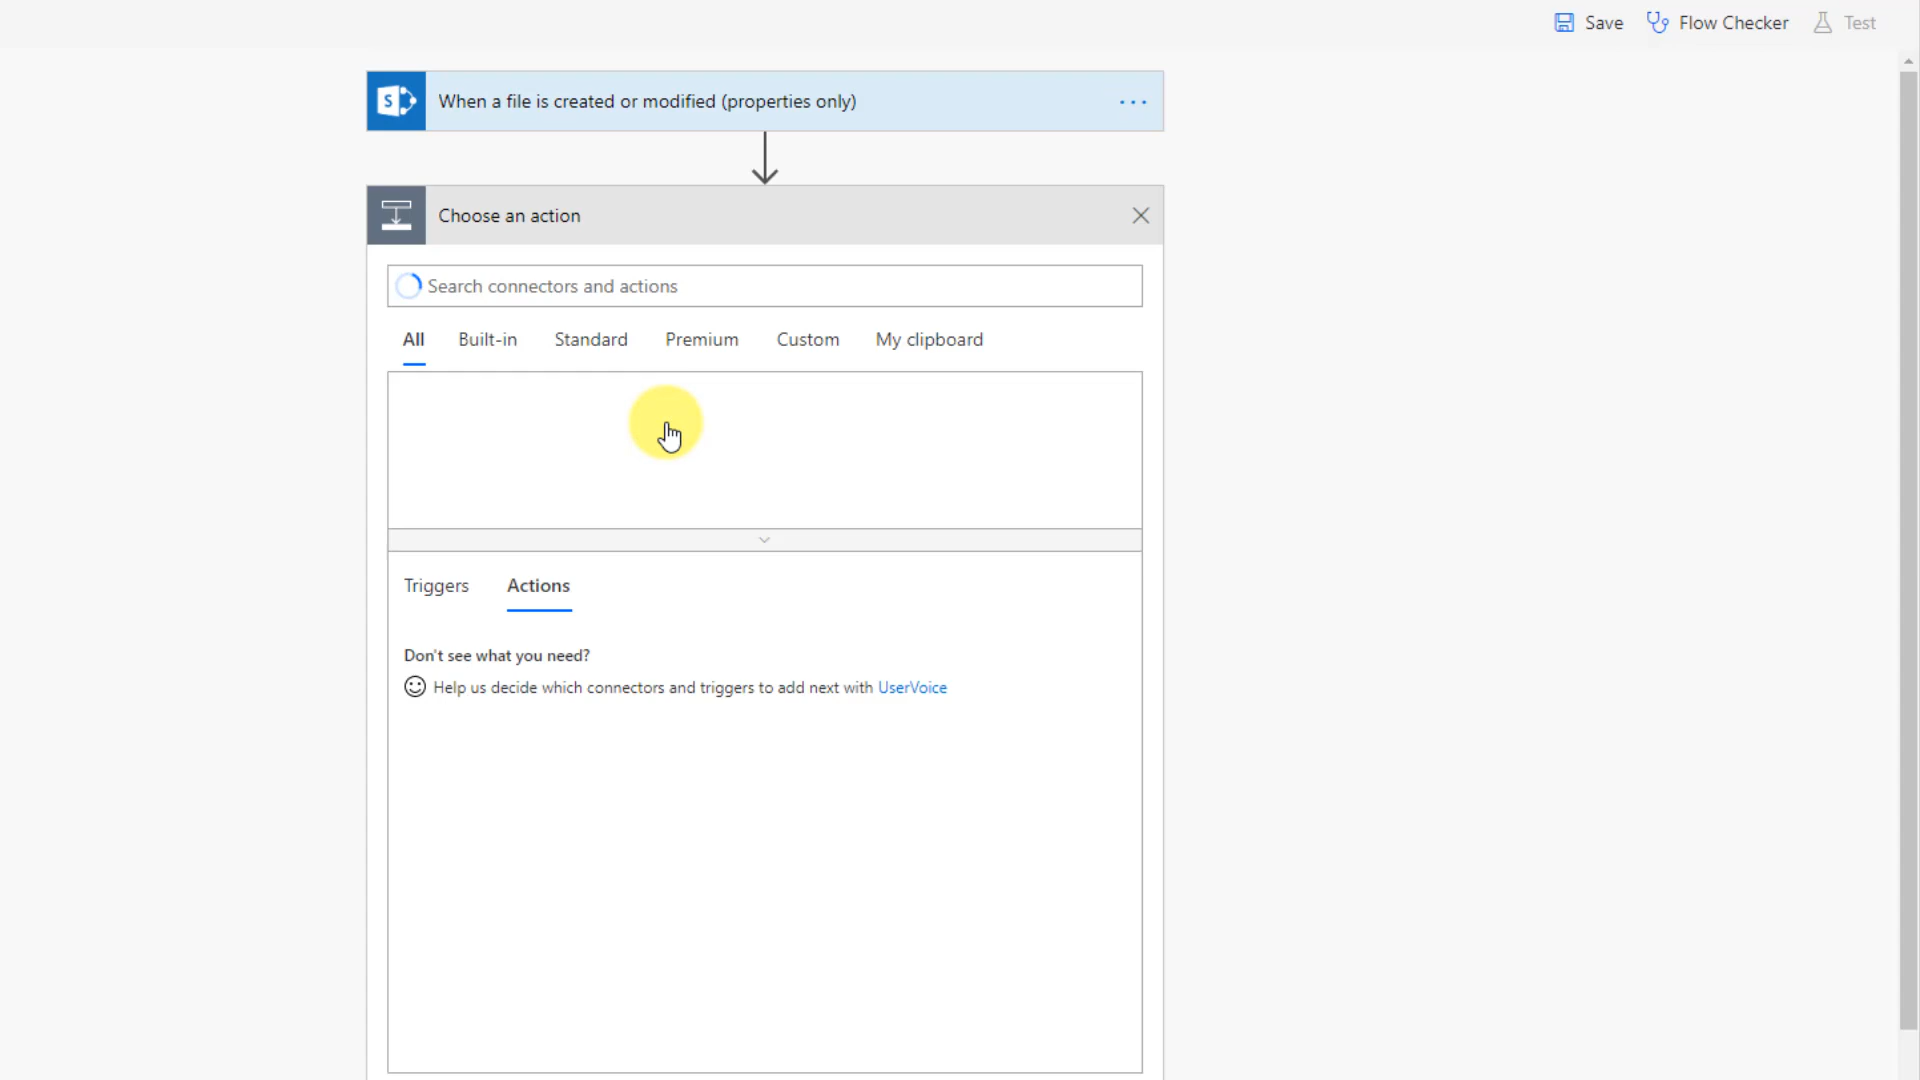 Save Flow Checker Test
When a file is created or modified (properties only)
Choose an action
Search connectors and actions
All Built-in Standard Premium Custom My clipboard
Triggers Actions
Don't see what you need?
Help us decide which connectors and triggers to add next with UserVoice